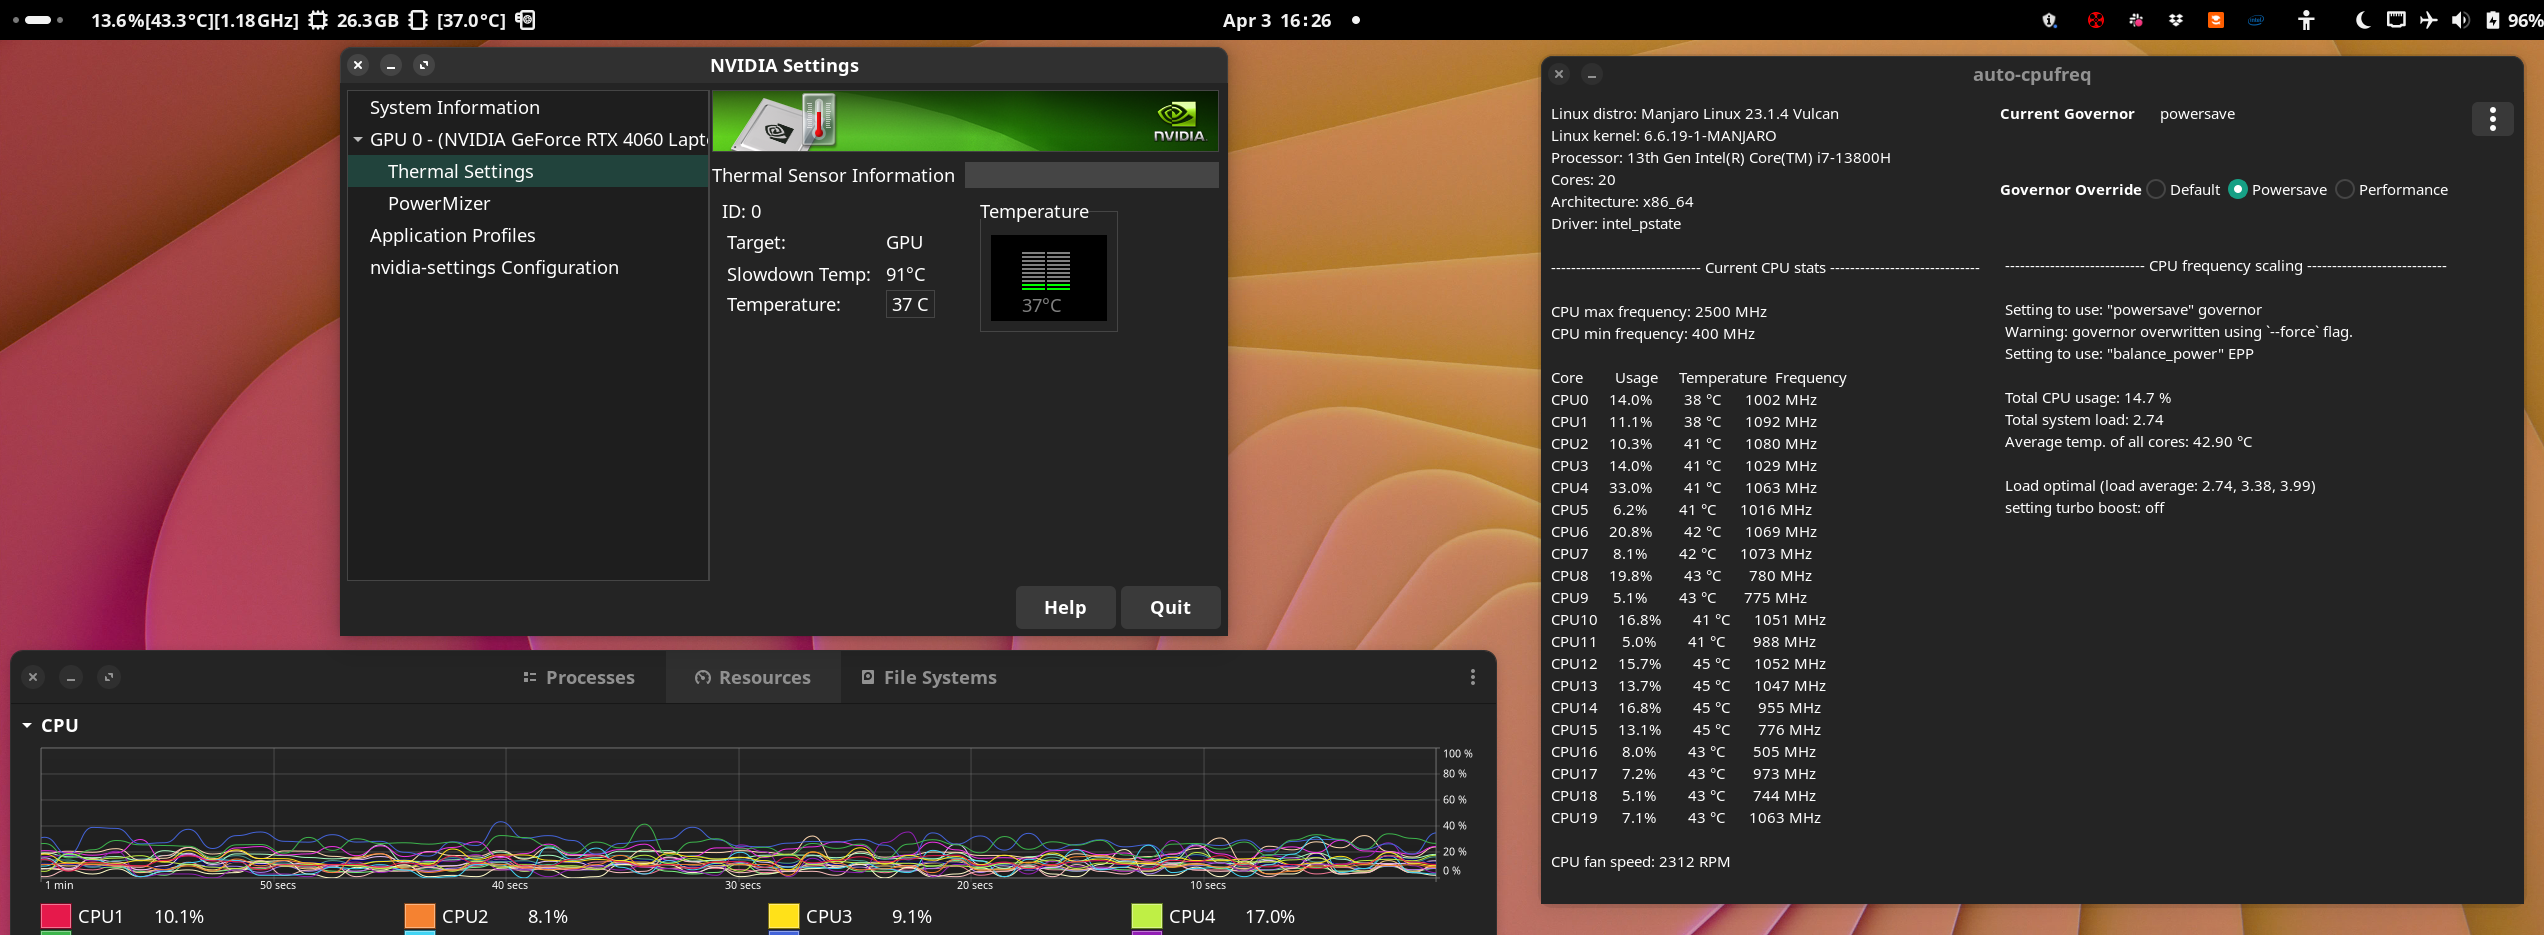 13.6%[43.3°C][1.18GHz] 26.3GB [37.0°C]
Apr 3 16:26
96%
NVIDIA Settings
System Information
GPU 0 - (NVIDIA GeForce RTX 4060 Lapt
Thermal Settings
PowerMizer
Application Profiles
nvidia-settings Configuration
NVIDIA.
Thermal Sensor Information
ID: 0
Target: GPU
Slowdown Temp: 91°C
Temperature: 37 C
Temperature
37°C
Help Quit
auto-cpufreq
Linux distro: Manjaro Linux 23.1.4 Vulcan
Linux kernel: 6.6.19-1-MANJARO
Processor: 13th Gen Intel(R) Core(TM) i7-13800H
Cores: 20
Architecture: x86_64
Driver: intel_pstate
------------------------------ Current CPU stats ------------------------------
CPU max frequency: 2500 MHz
CPU min frequency: 400 MHz
Core Usage Temperature Frequency
CPU0 14.0% 38 °C 1002 MHz
CPU1 11.1% 38 °C 1092 MHz
CPU2 10.3% 41 °C 1080 MHz
CPU3 14.0% 41 °C 1029 MHz
CPU4 33.0% 41 °C 1063 MHz
CPU5 6.2% 41 °C 1016 MHz
CPU6 20.8% 42 °C 1069 MHz
CPU7 8.1% 42 °C 1073 MHz
CPU8 19.8% 43 °C 780 MHz
CPU9 5.1% 43 °C 775 MHz
CPU10 16.8% 41 °C 1051 MHz
CPU11 5.0% 41 °C 988 MHz
CPU12 15.7% 45 °C 1052 MHz
CPU13 13.7% 45 °C 1047 MHz
CPU14 16.8% 45 °C 955 MHz
CPU15 13.1% 45 °C 776 MHz
CPU16 8.0% 43 °C 505 MHz
CPU17 7.2% 43 °C 973 MHz
CPU18 5.1% 43 °C 744 MHz
CPU19 7.1% 43 °C 1063 MHz
CPU fan speed: 2312 RPM
Current Governor powersave
Governor Override Default Powersave Performance
---------------------------- CPU frequency scaling ----------------------------
Setting to use: "powersave" governor
Warning: governor overwritten using `--force` flag.
Setting to use: "balance_power" EPP
Total CPU usage: 14.7 %
Total system load: 2.74
Average temp. of all cores: 42.90 °C
Load optimal (load average: 2.74, 3.38, 3.99)
setting turbo boost: off
Processes Resources File Systems
CPU
100 %
80 %
60 %
40 %
20 %
0 %
1 min 50 secs 40 secs 30 secs 20 secs 10 secs
CPU1 10.1% CPU2 8.1% CPU3 9.1% CPU4 17.0%